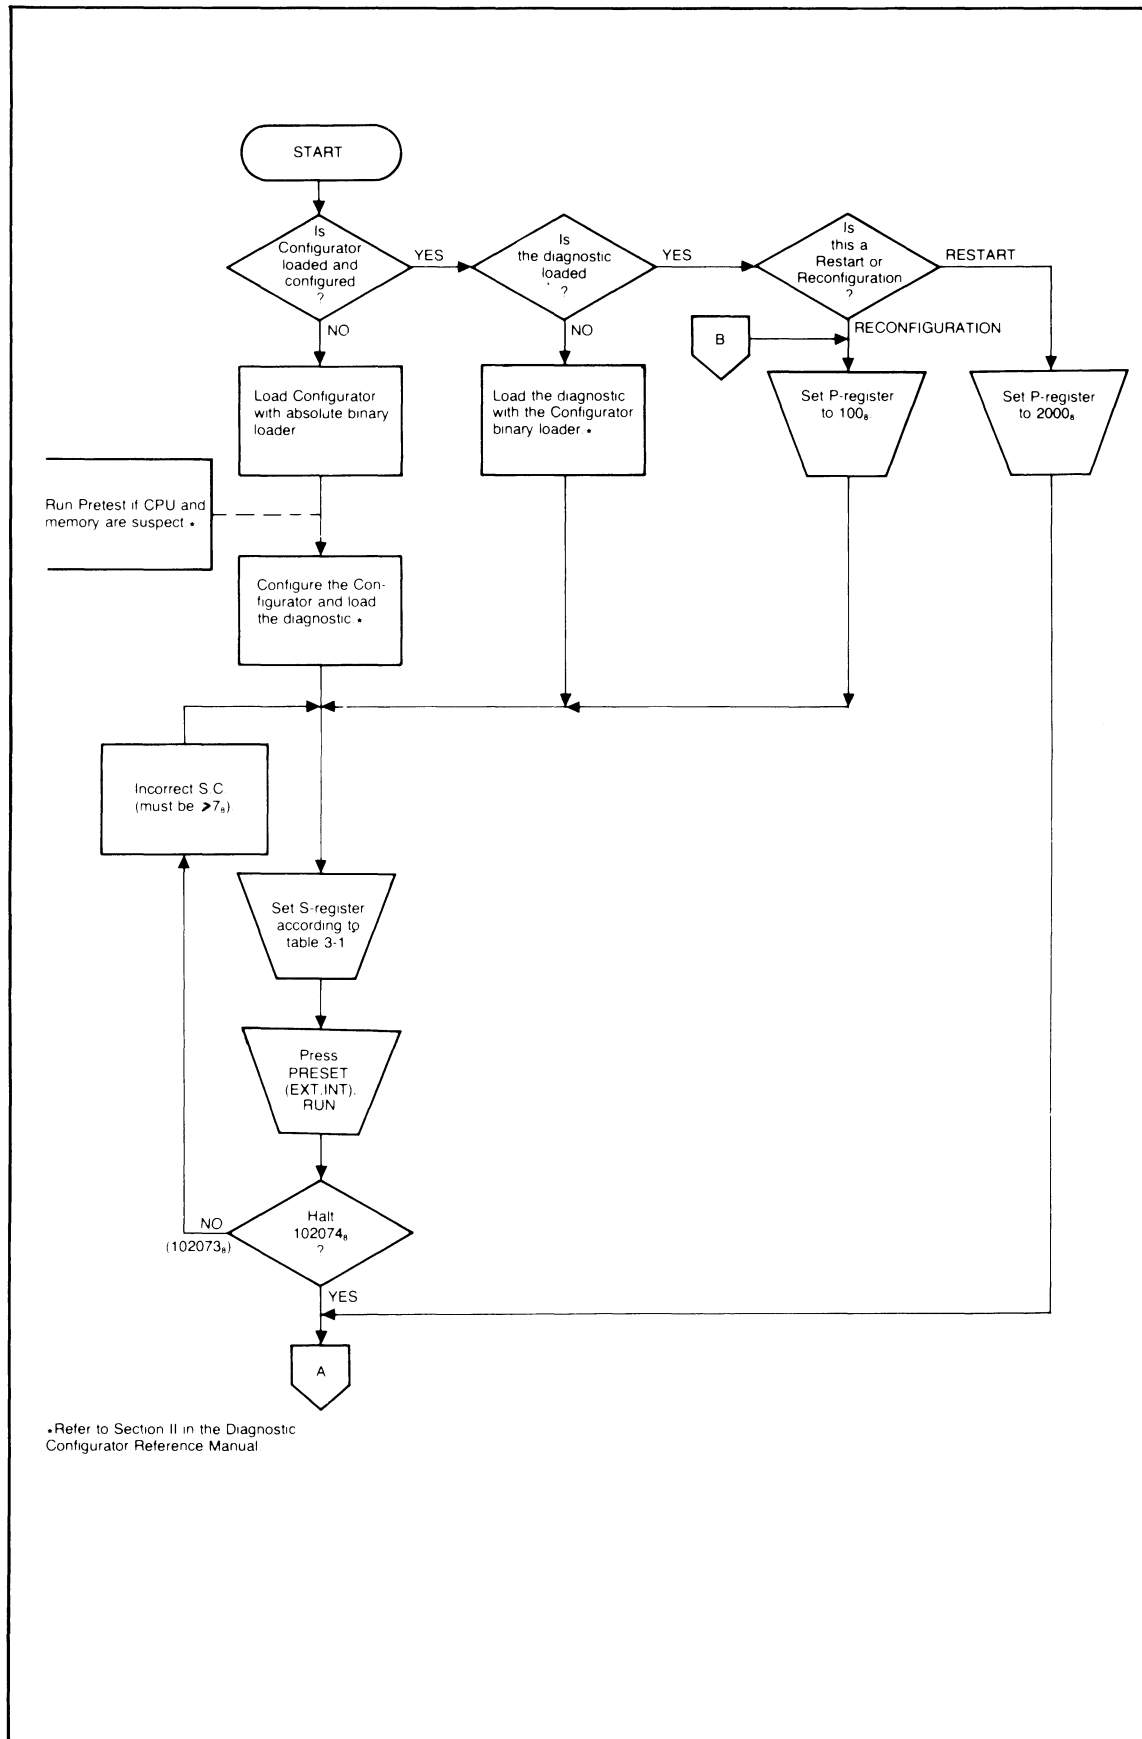 START
Is
Configurator
loaded and
configured
?
YES
NO
Is
the diagnostic
loaded
?
YES
NO
Is
this a
Restart or
Reconfiguration
?
RESTART
RECONFIGURATION
B
Load Configurator
with absolute binary
loader
Load the diagnostic
with the Configurator
binary loader.*
Set P-register
to 100₈.
Set P-register
to 2000₈.
Run Pretest if CPU and
memory are suspect.*
Configure the Con-
figurator and load
the diagnostic.*
Incorrect S.C.
(must be ⩾7₈).
Set S-register
according to
table 3-1
Press
PRESET
(EXT.INT).
RUN
Halt
102074₈
?
NO
(102073₈)
YES
A
*Refer to Section II in the Diagnostic
Configurator Reference Manual